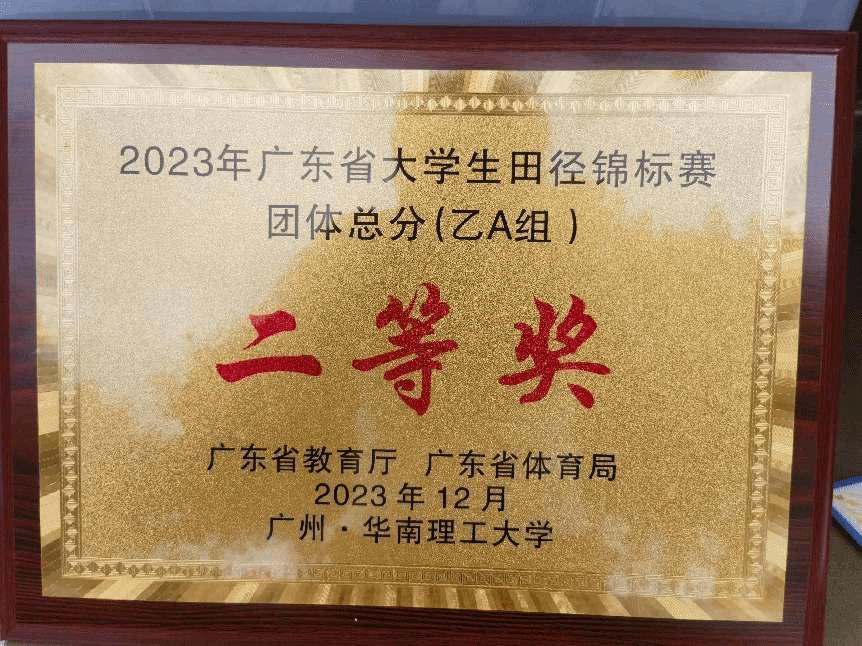 2023年广东省大学生田径锦标赛
团体总分(乙A组)
二等奖
广东省教育厅 广东省体育局
2023年12月
广州·华南理工大学